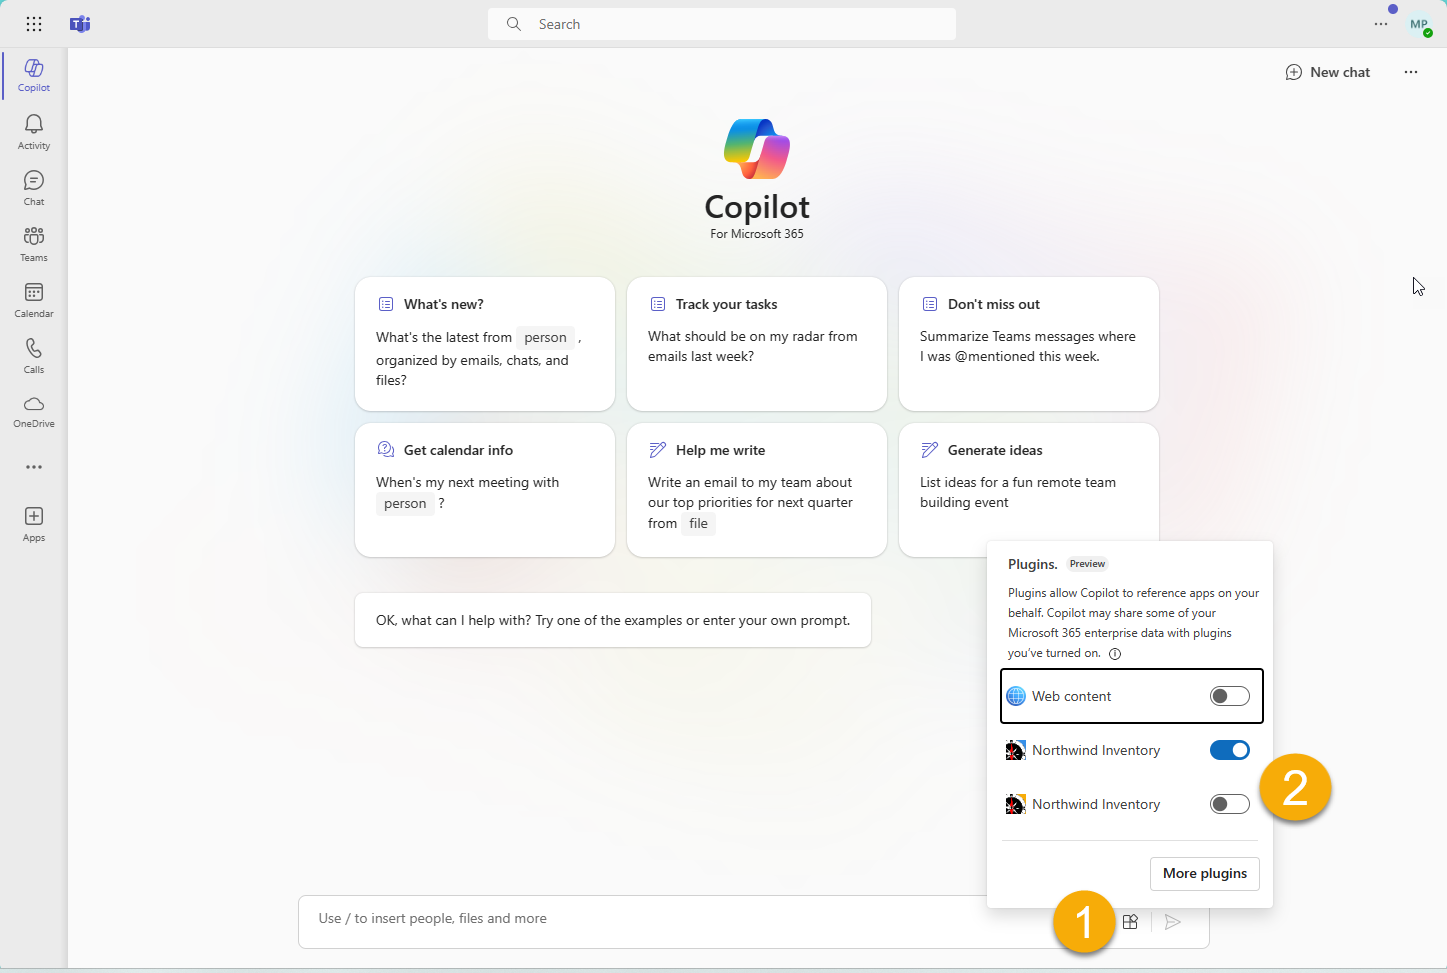 Search
MP
Copilot
Activity
Chat
Teams
Calendar
Calls
OneDrive
Apps
New chat
Copilot
For Microsoft 365
What's new?
What's the latest from person ,
organized by emails, chats, and
files?
Track your tasks
What should be on my radar from
emails last week?
Don't miss out
Summarize Teams messages where
I was @mentioned this week.
Get calendar info
When's my next meeting with
person ?
Help me write
Write an email to my team about
our top priorities for next quarter
from file
Generate ideas
List ideas for a fun remote team
building event
OK, what can I help with? Try one of the examples or enter your own prompt.
Plugins. Preview
Plugins allow Copilot to reference apps on your
behalf. Copilot may share some of your
Microsoft 365 enterprise data with plugins
you've turned on.
Web content
Northwind Inventory
Northwind Inventory
2
More plugins
Use / to insert people, files and more
1